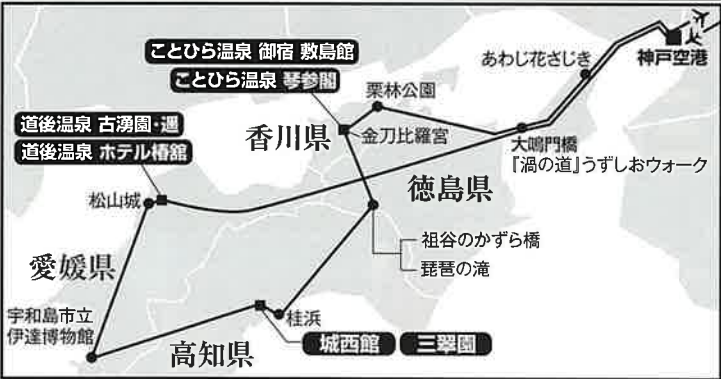 ことひら温泉 御宿 敷島館
ことひら温泉 琴参閣
神戸空港
あわじ花さじき
栗林公園
道後温泉 古湧園・遥
道後温泉 ホテル椿館
香川県
金刀比羅宮
大鳴門橋
『渦の道』うずしおウォーク
徳島県
松山城
祖谷のかずら橋
琵琶の滝
愛媛県
宇和島市立
伊達博物館
桂浜
高知県
城西館
三翠園